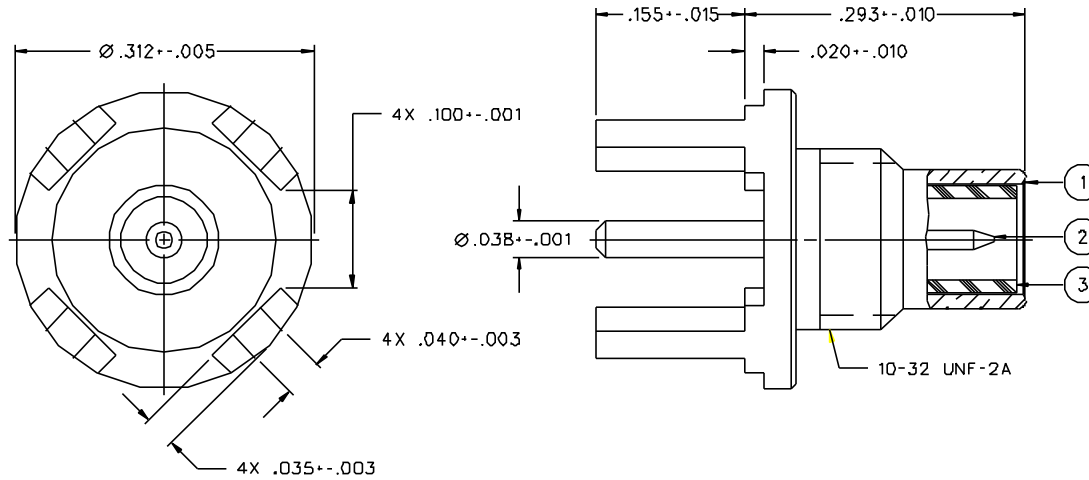 .155+-.015
.293+-.010
Ø.312+-.005
.020+-.010
4X .100+-.001
1
Ø.038+-.001
2
3
4X .040+-.003
10-32 UNF-2A
4X .035+-.003